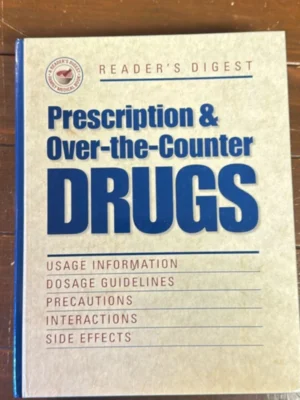 READER'S DIGEST
Prescription &
Over-the-Counter
DRUGS
USAGE INFORMATION
DOSAGE GUIDELINES
PRECAUTIONS
INTERACTIONS
SIDE EFFECTS